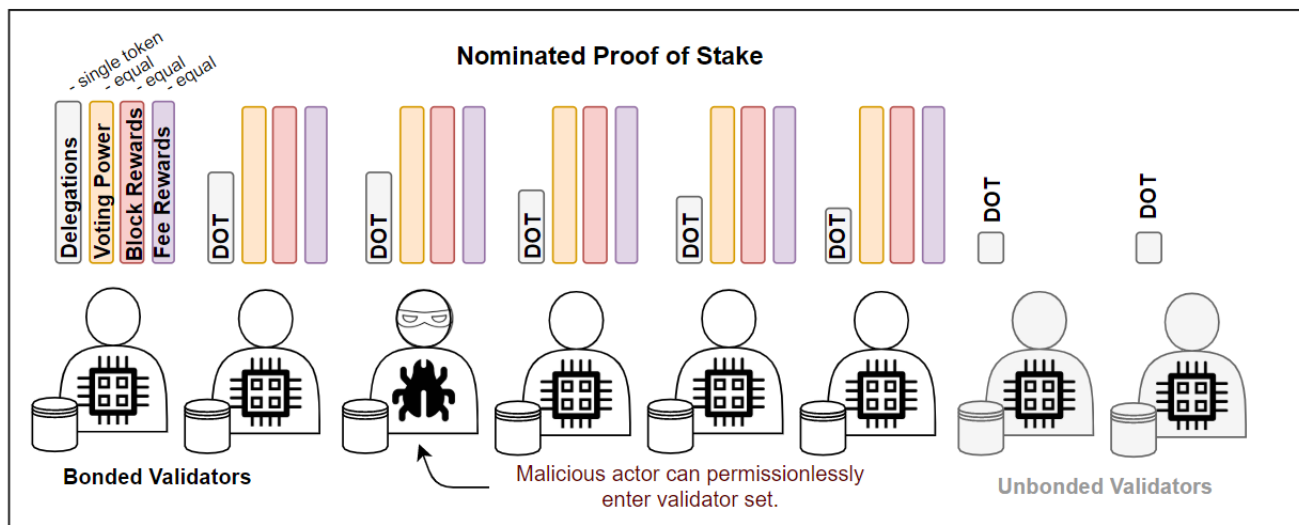 Nominated Proof of Stake
- single token
- equal
- equal
- equal
Delegations
Voting Power
Block Rewards
Fee Rewards
DOT
DOT
DOT
DOT
DOT
DOT
DOT
Bonded Validators
Malicious actor can permissionlessly
enter validator set.
Unbonded Validators